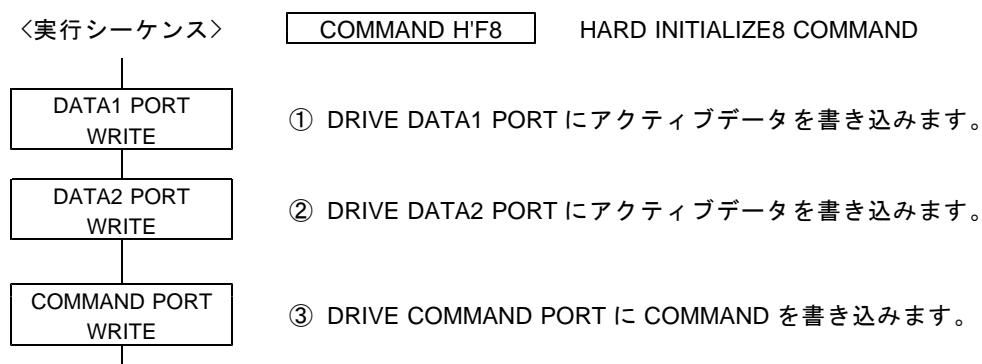 〈実行シーケンス〉 COMMAND H'F8 HARD INITIALIZE8 COMMAND
DATA1 PORT
WRITE
① DRIVE DATA1 PORT にアクティブデータを書き込みます。
DATA2 PORT
WRITE
② DRIVE DATA2 PORT にアクティブデータを書き込みます。
COMMAND PORT
WRITE
③ DRIVE COMMAND PORT に COMMAND を書き込みます。